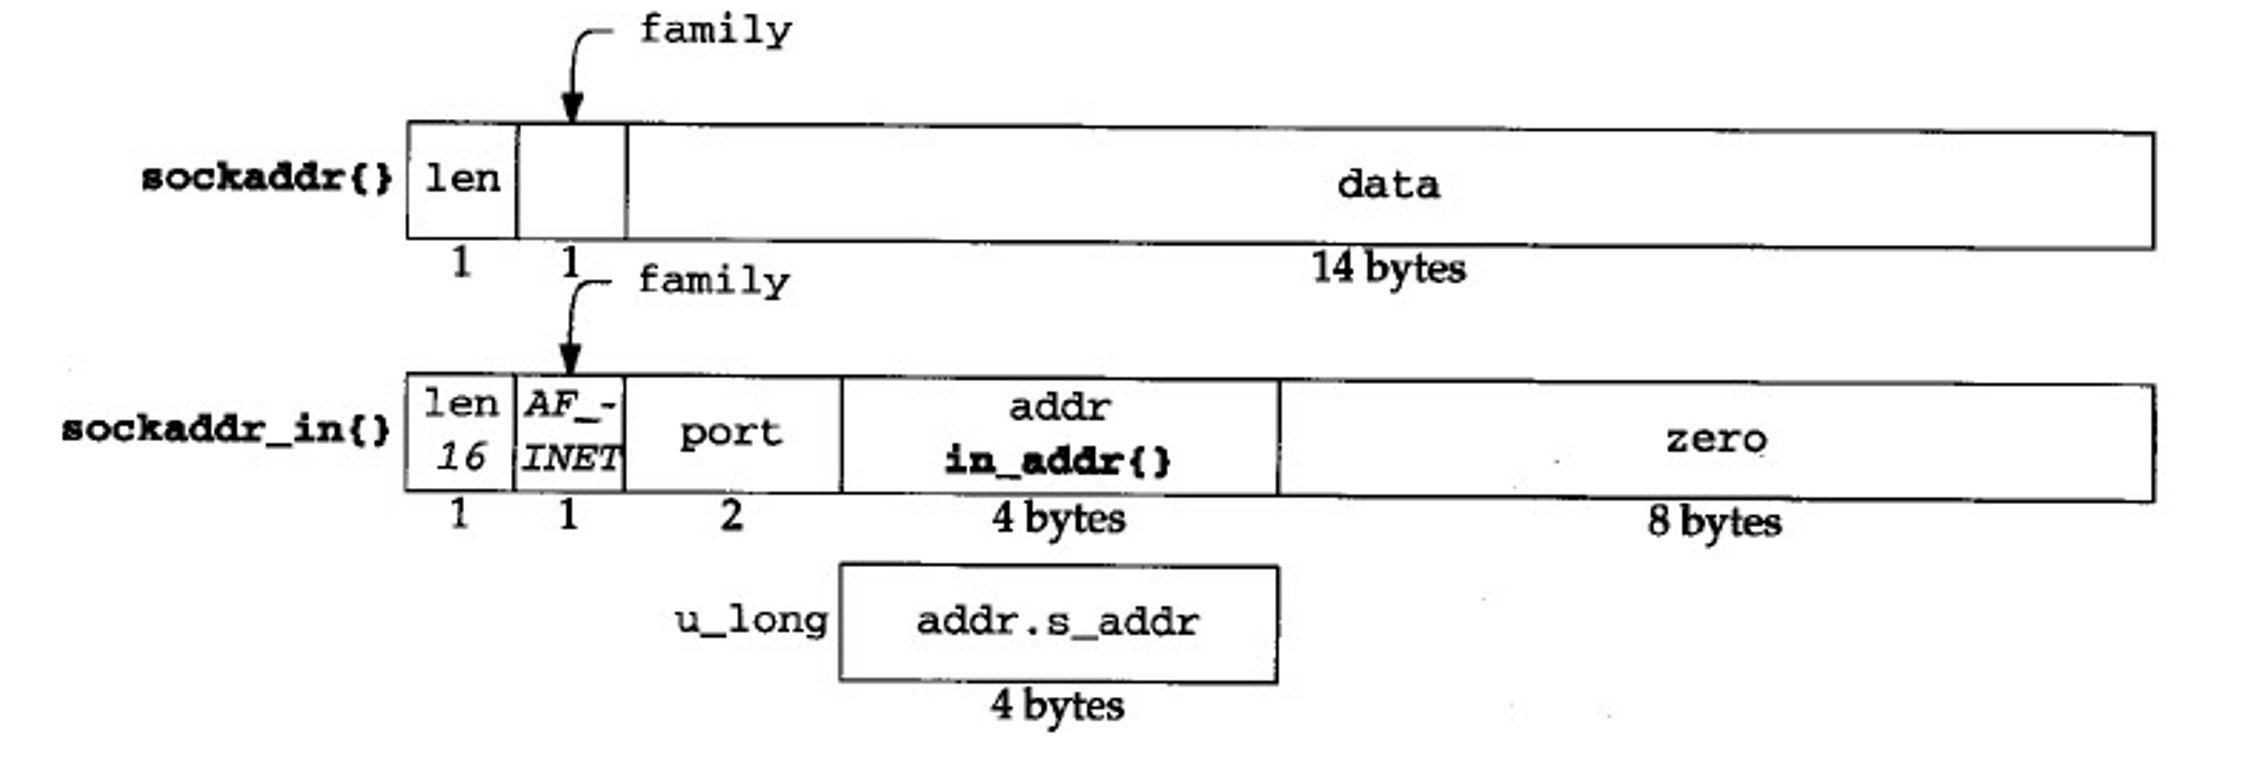 family
sockaddr{} len data
1 1 14 bytes
family
sockaddr_in{} len 16 AF_-INET port addr in_addr{} zero
1 1 2 4 bytes 8 bytes
u_long addr.s_addr
4 bytes